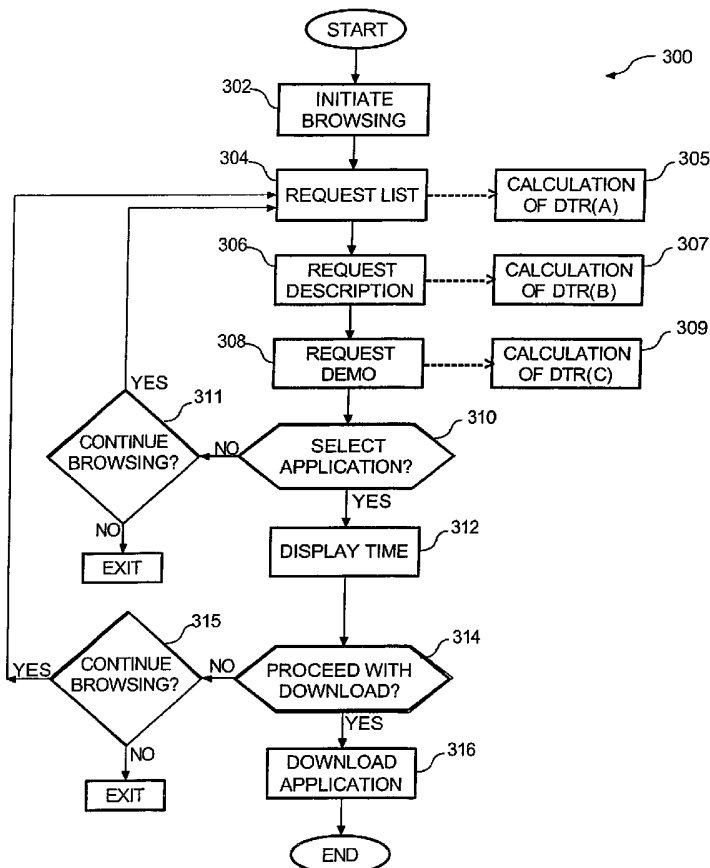 START
300
302
INITIATE
BROWSING
304
REQUEST LIST
305
CALCULATION
OF DTR(A)
306
REQUEST
DESCRIPTION
307
CALCULATION
OF DTR(B)
308
REQUEST
DEMO
309
CALCULATION
OF DTR(C)
YES
311
CONTINUE
BROWSING?
NO
310
SELECT
APPLICATION?
NO
EXIT
YES
312
DISPLAY TIME
315
YES
CONTINUE
BROWSING?
NO
314
PROCEED WITH
DOWNLOAD?
NO
EXIT
YES
316
DOWNLOAD
APPLICATION
END